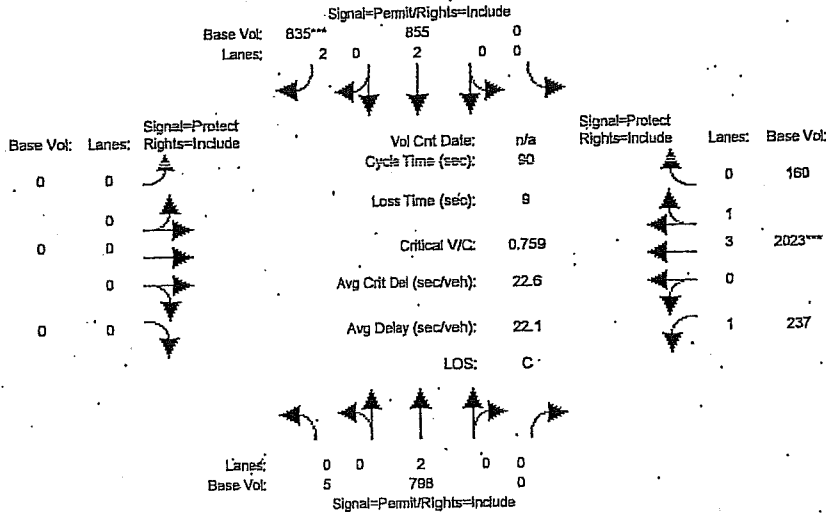 Signal=Permit/Rights=Include
Base Vol: 835*** 855 0
Lanes: 2 0 2 0 0
Signal=Protect
Base Vol: Lanes: Rights=Include
Vol Cnt Date: n/a
Signal=Protect
Rights=Include Lanes: Base Vol:
Cycle Time (sec): 90
0 0
0 160
Loss Time (sec): 9
0
1
0 0
Critical V/C: 0.759
3 2023***
0
Avg Crit Del (sec/veh): 22.6
0
0 0
Avg Delay (sec/veh): 22.1
1 237
LOS: C
Lanes: 0 0 2 0 0
Base Vol: 5 798 0
Signal=Permit/Rights=Include